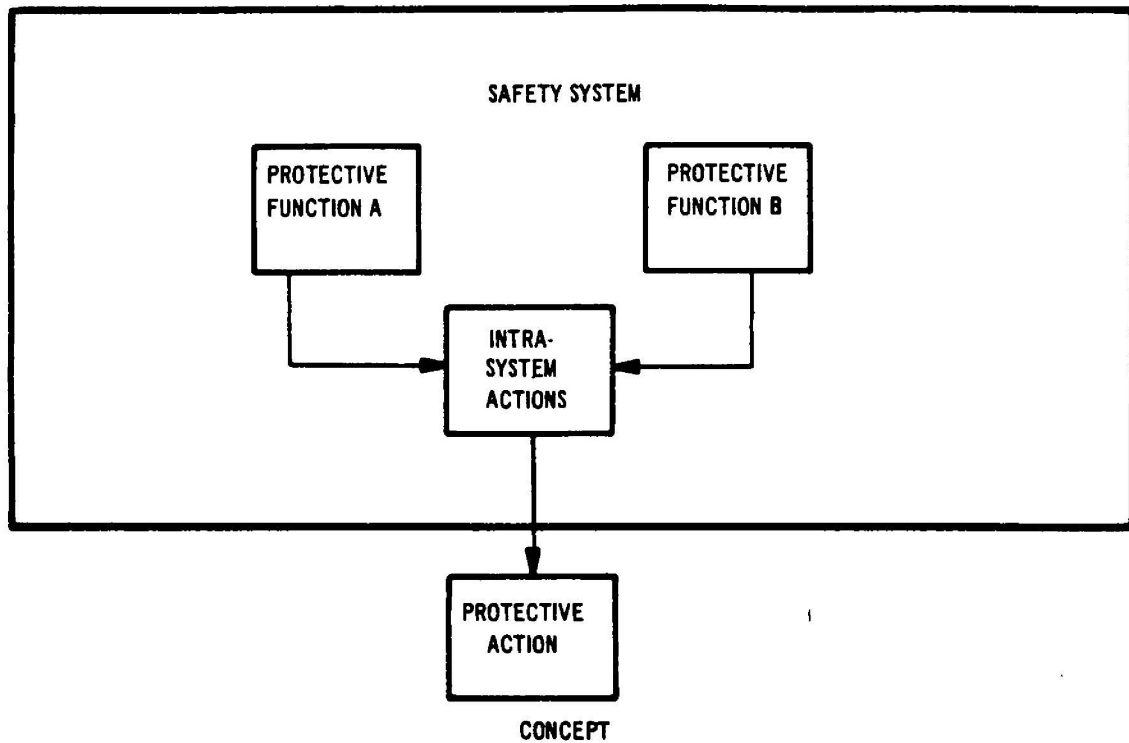 SAFETY SYSTEM
PROTECTIVE
FUNCTION A
PROTECTIVE
FUNCTION B
INTRA-
SYSTEM
ACTIONS
PROTECTIVE
ACTION
CONCEPT